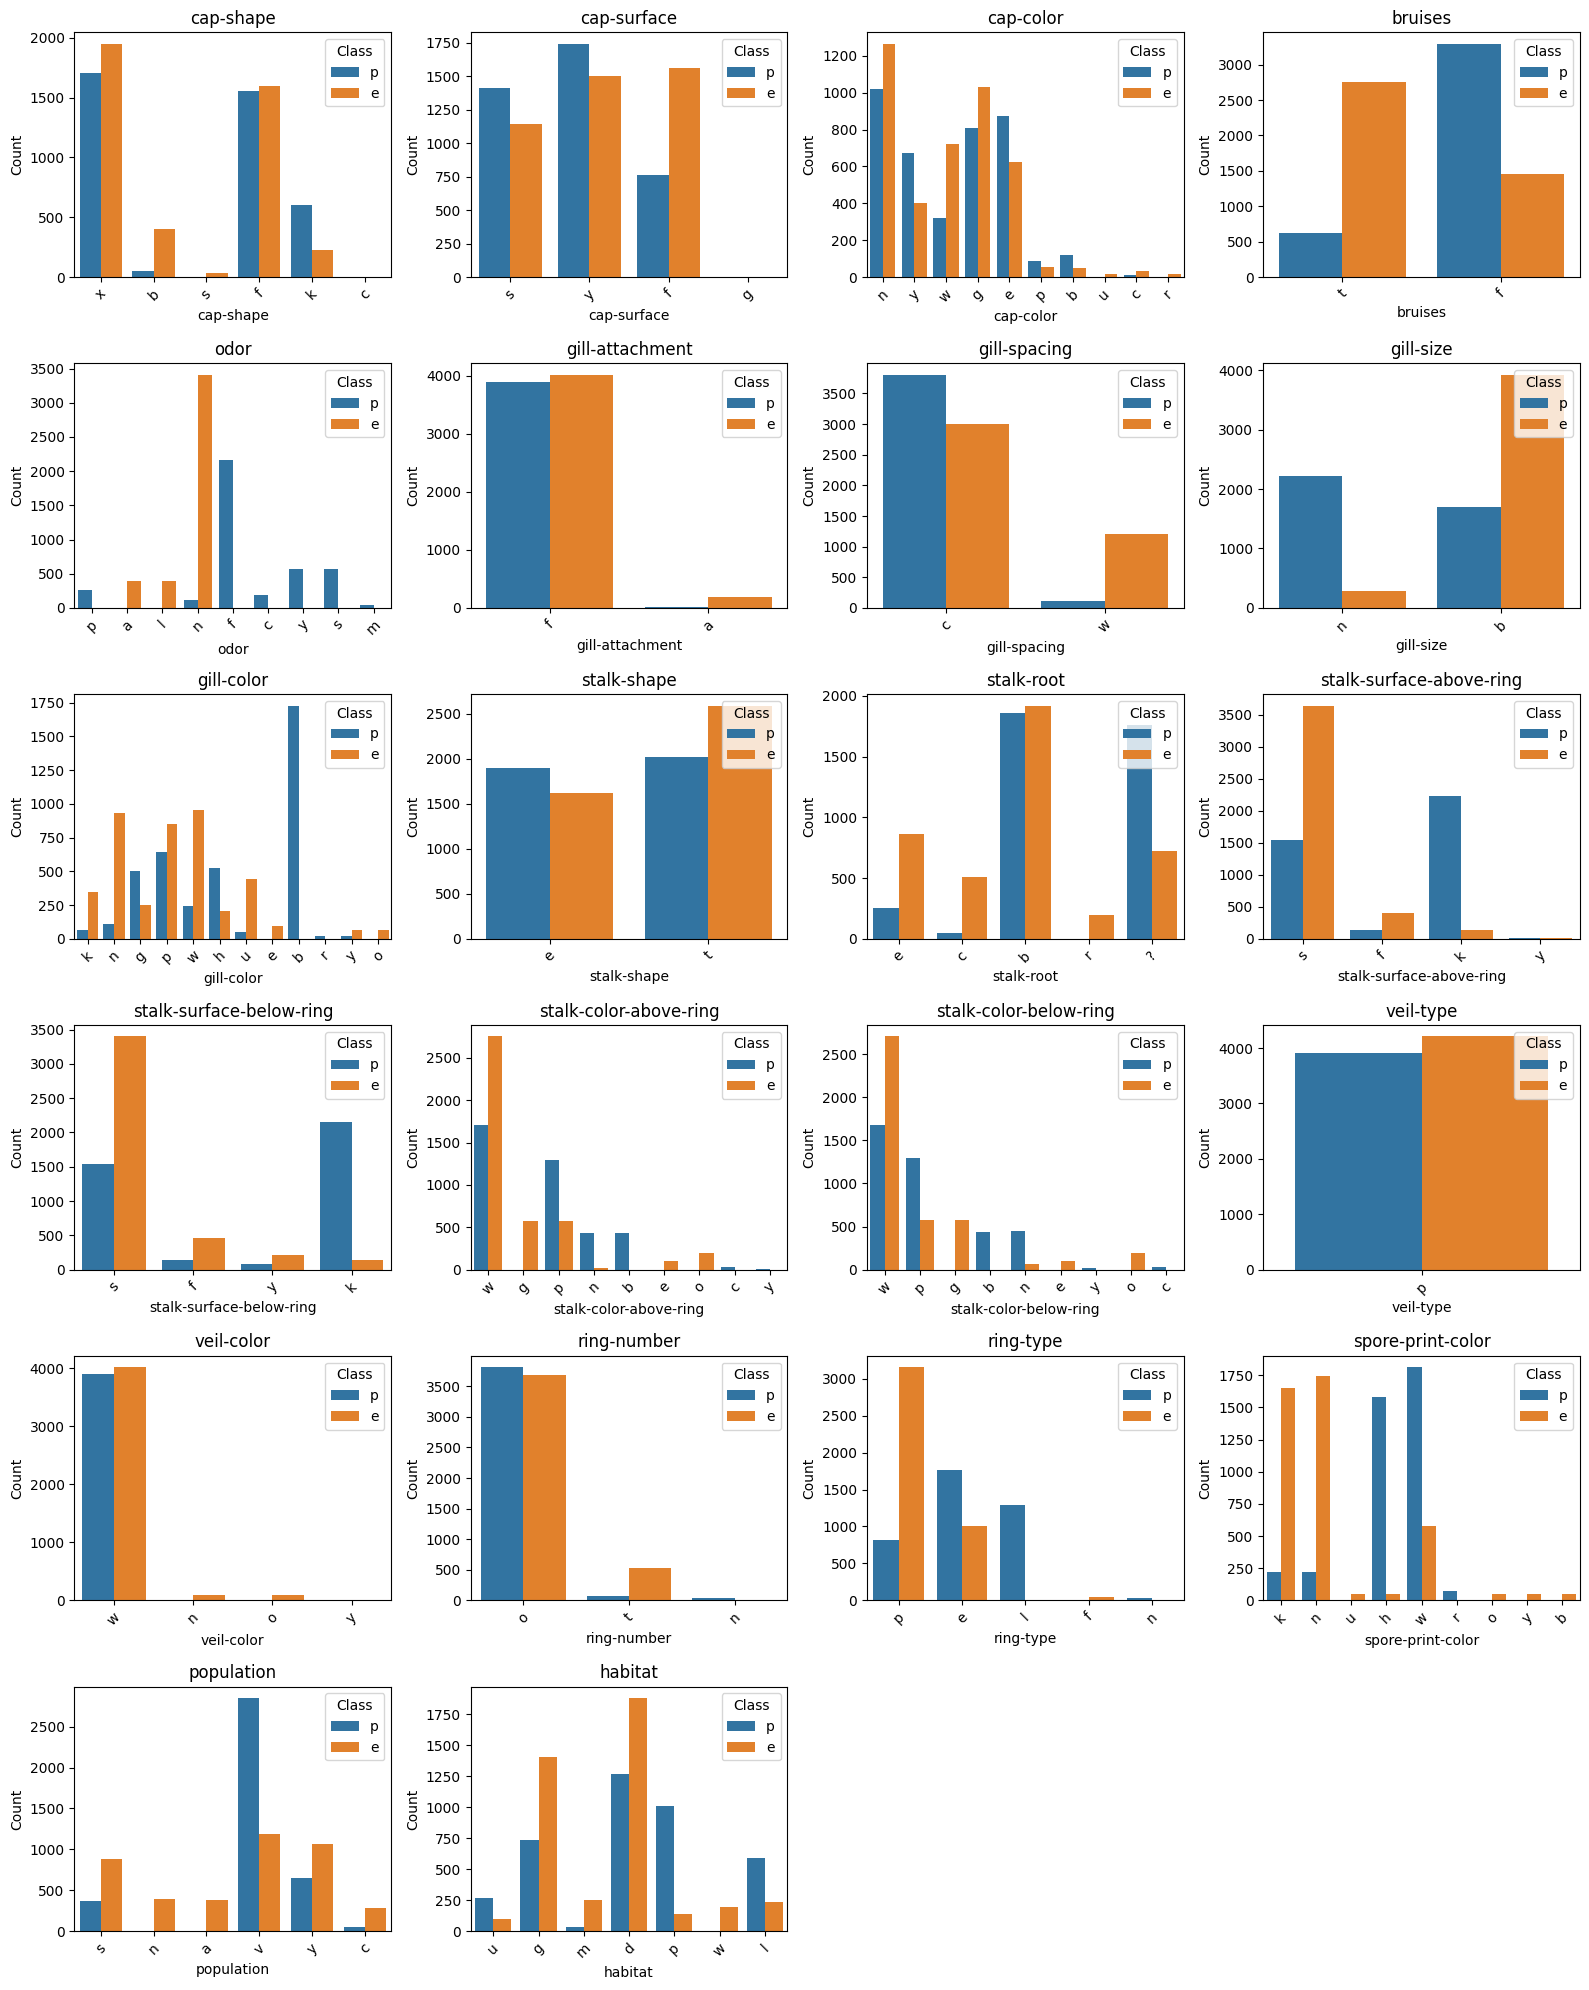 cap-shape
Count
2000
1500
1000
500
0
Class
p
e
x b s f k c
cap-shape
cap-surface
Count
1750
1500
1250
1000
750
500
250
0
Class
p
e
s y f g
cap-surface
cap-color
Count
1200
1000
800
600
400
200
0
Class
p
e
n y w g e p b u c r
cap-color
bruises
Count
3000
2500
2000
1500
1000
500
0
Class
p
e
t f
bruises
odor
Count
3500
3000
2500
2000
1500
1000
500
0
Class
p
e
p a l n f c y s m
odor
gill-attachment
Count
4000
3000
2000
1000
0
Class
p
e
f a
gill-attachment
gill-spacing
Count
3500
3000
2500
2000
1500
1000
500
0
Class
p
e
c w
gill-spacing
gill-size
Count
4000
3000
2000
1000
0
Class
p
e
n b
gill-size
gill-color
Count
1750
1500
1250
1000
750
500
250
0
Class
p
e
k n g p w h u e b r y o
gill-color
stalk-shape
Count
2500
2000
1500
1000
500
0
Class
p
e
e t
stalk-shape
stalk-root
Count
2000
1500
1000
500
0
Class
p
e
e c b r ?
stalk-root
stalk-surface-above-ring
Count
3500
3000
2500
2000
1500
1000
500
0
Class
p
e
s f k y
stalk-surface-above-ring
stalk-surface-below-ring
Count
3500
3000
2500
2000
1500
1000
500
0
Class
p
e
s f y k
stalk-surface-below-ring
stalk-color-above-ring
Count
2500
2000
1500
1000
500
0
Class
p
e
w g p n b e o c y
stalk-color-above-ring
stalk-color-below-ring
Count
2500
2000
1500
1000
500
0
Class
p
e
w p g b n e y o c
stalk-color-below-ring
veil-type
Count
4000
3000
2000
1000
0
Class
p
e
p
veil-type
veil-color
Count
4000
3000
2000
1000
0
Class
p
e
w n o y
veil-color
ring-number
Count
3500
3000
2500
2000
1500
1000
500
0
Class
p
e
o t n
ring-number
ring-type
Count
3000
2500
2000
1500
1000
500
0
Class
p
e
p e l f n
ring-type
spore-print-color
Count
1750
1500
1250
1000
750
500
250
0
Class
p
e
k n u h w r o y b
spore-print-color
population
Count
2500
2000
1500
1000
500
0
Class
p
e
s n a v y c
population
habitat
Count
1750
1500
1250
1000
750
500
250
0
Class
p
e
u g m d p w l
habitat